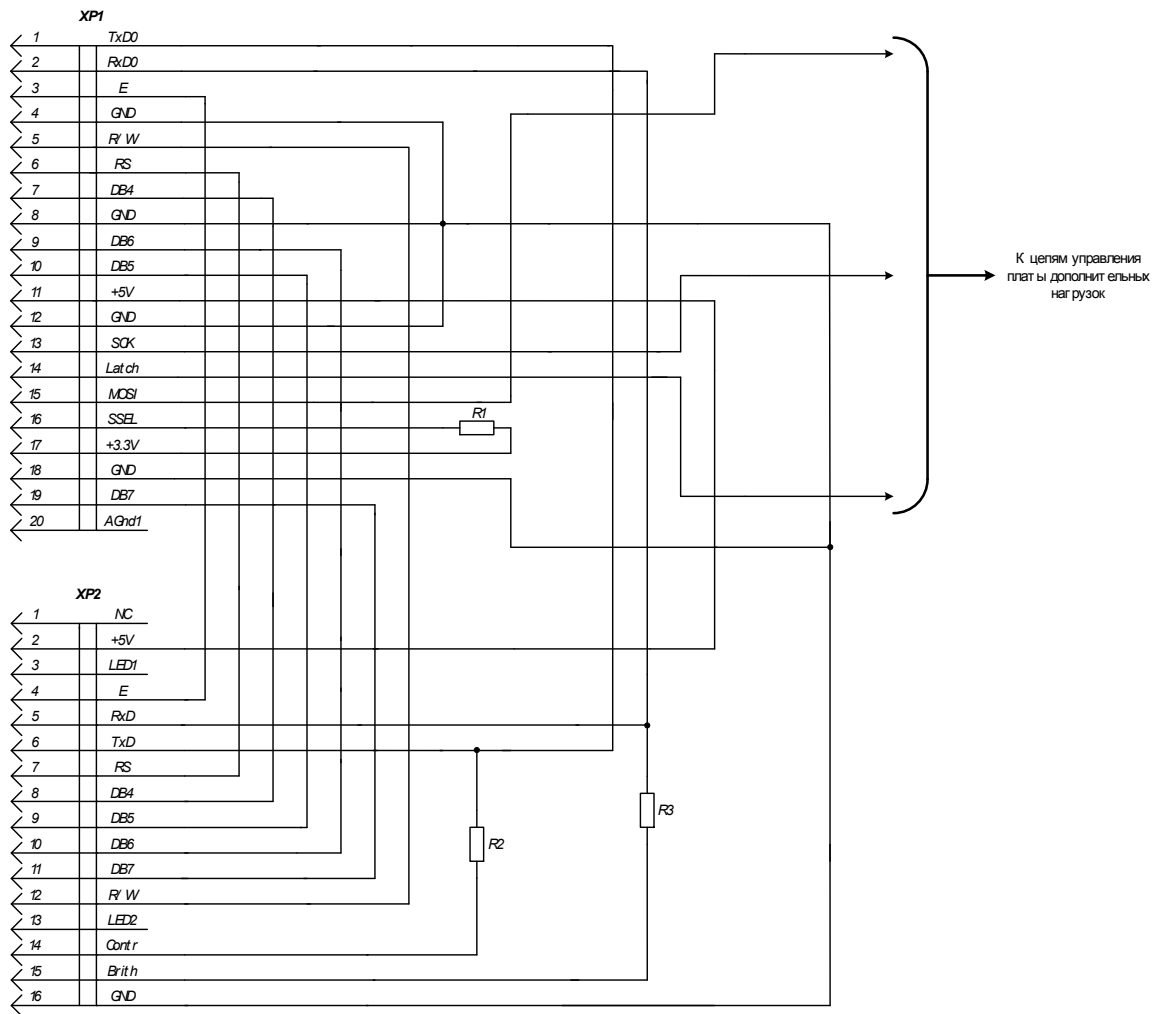 XP1
1 TxD0
2 RxD0
3 E
4 GND
5 R/W
6 RS
7 DB4
8 GND
9 DB6
10 DB5
11 +5V
12 GND
13 SCK
14 Latch
15 MOSI
16 SSEL
17 +3.3V
18 GND
19 DB7
20 AGnd1
R1
К цепям управления
платы дополнительных
нагрузок
XP2
1 NC
2 +5V
3 LED1
4 E
5 RxD
6 TxD
7 RS
8 DB4
9 DB5
10 DB6
11 DB7
12 R/W
13 LED2
14 Contr
15 Brith
16 GND
R3
R2